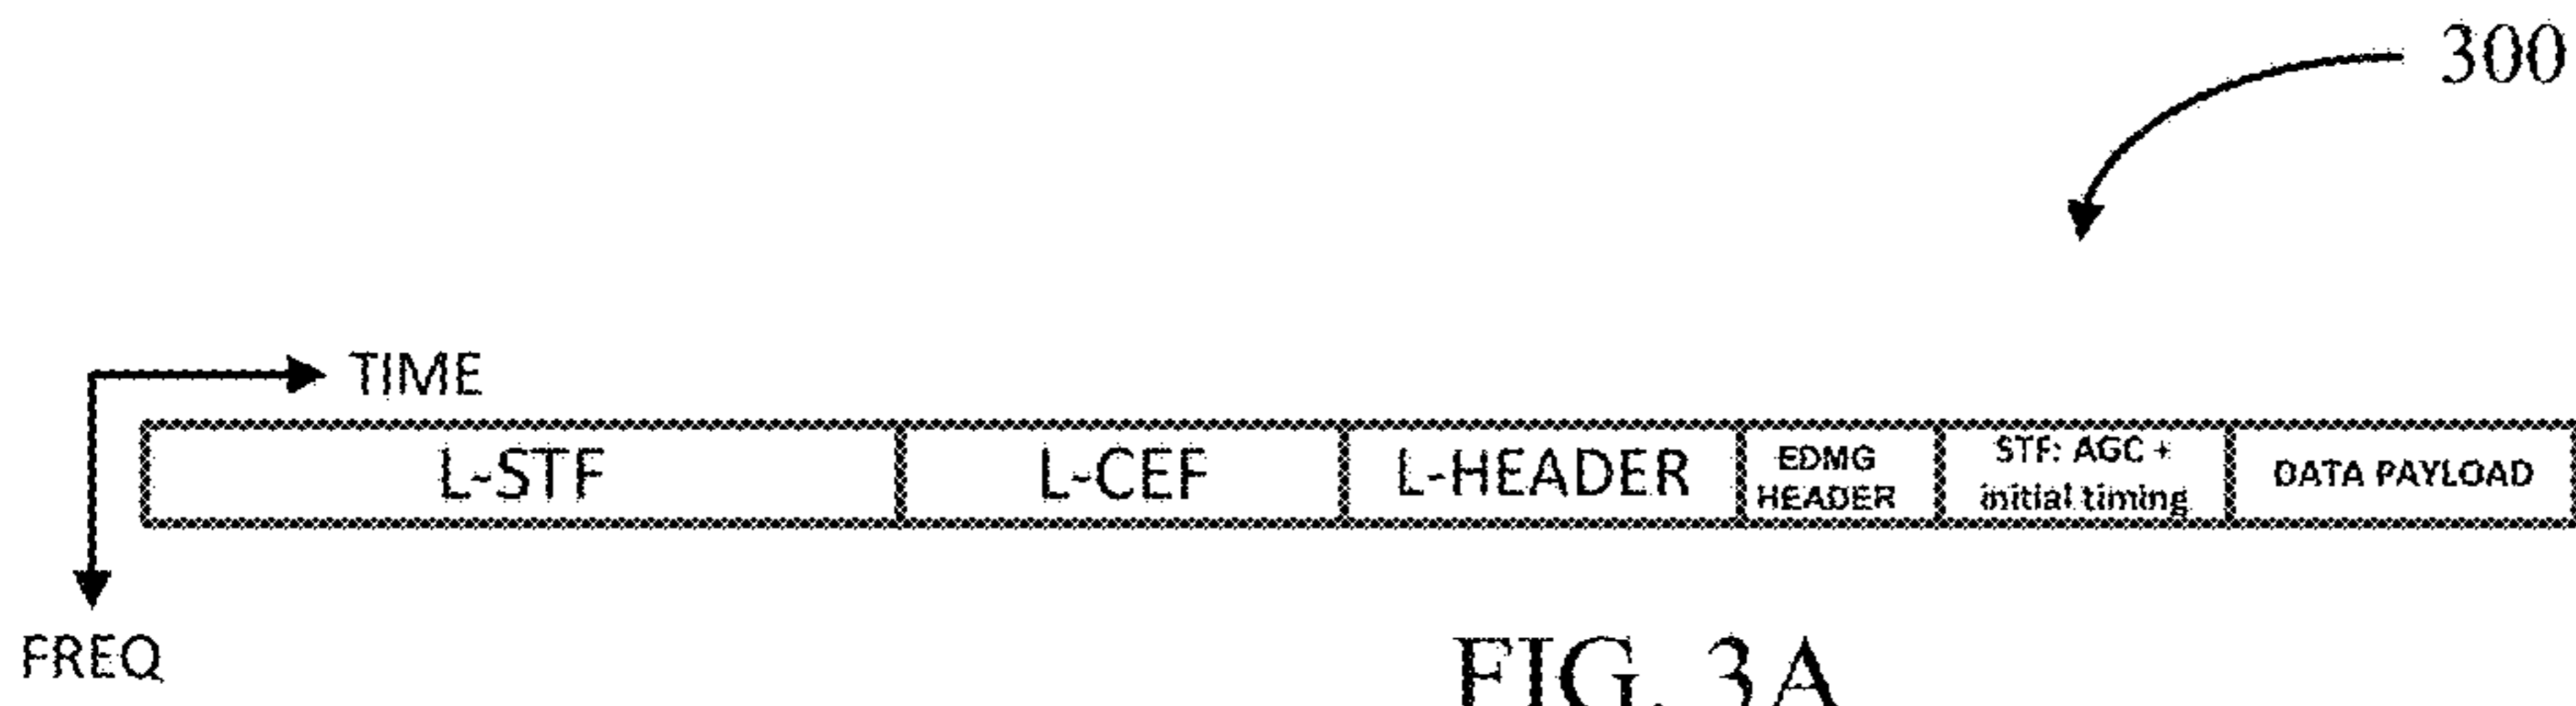 300
TIME
L-STF
L-CEF
L-HEADER
EDMG
HEADER
STF: AGC +
initial timing
DATA PAYLOAD
FREQ
FIG. 3A